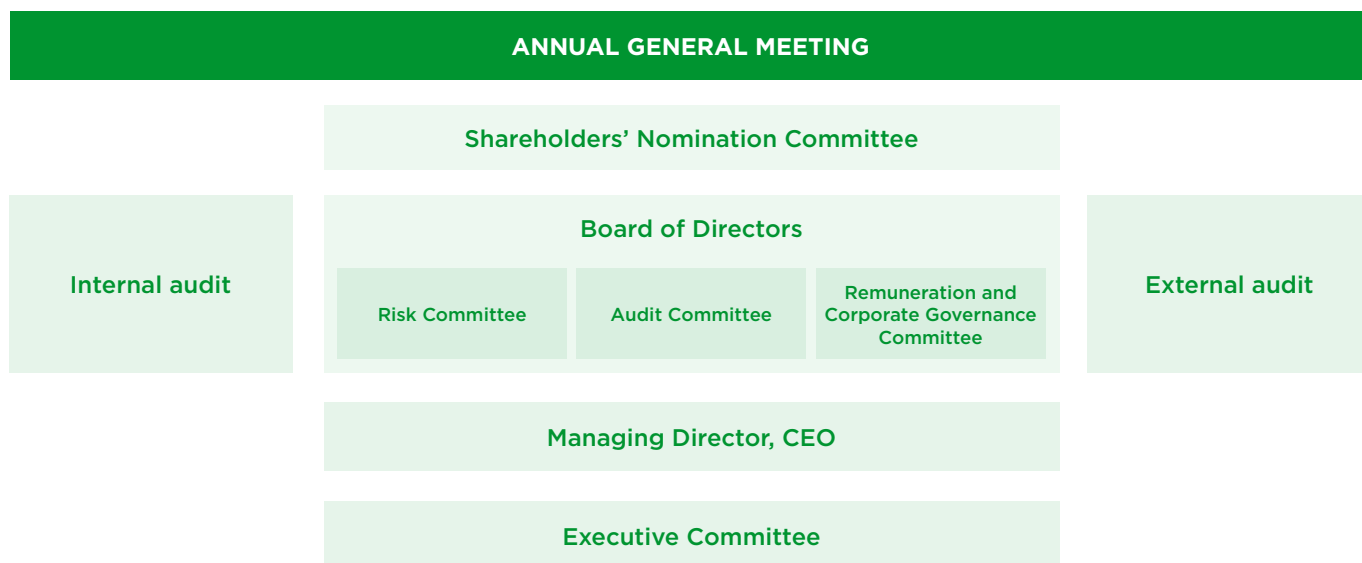 ANNUAL GENERAL MEETING
Shareholders’ Nomination Committee
Internal audit
Board of Directors
Risk Committee
Audit Committee
Remuneration and
Corporate Governance
Committee
External audit
Managing Director, CEO
Executive Committee